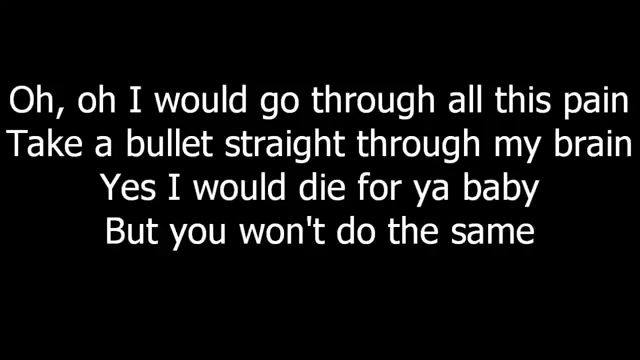 Oh, oh I would go through all this pain
Take a bullet straight through my brain
Yes I would die for ya baby
But you won't do the same